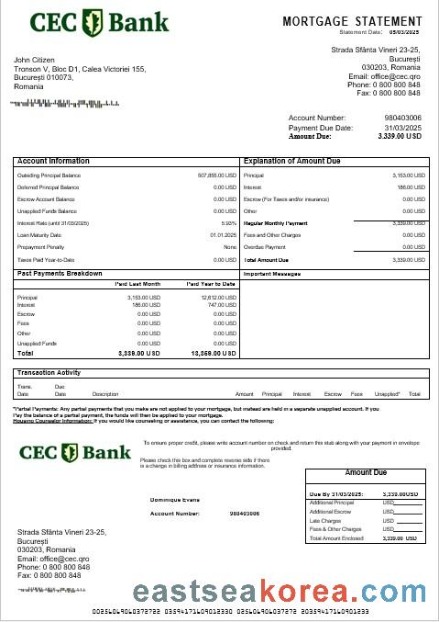 CEC Bank
MORTGAGE STATEMENT
Statement Date: 05/03/2025
Strada Sfânta Vineri 23-25,
București
030203, Romania
Email: office@cec.qro
Phone: 0 800 800 848
Fax: 0 800 800 848
John Citizen
Tronson V, Bloc D1, Calea Victoriei 155,
București 010073,
Romania
Account Number: 980403006
Payment Due Date: 31/03/2025
Amount Due: 3.339.00 USD
Account Information
Outsting Principal Balance 507,855.00 USD
Deferred Principal Balance 0.00 USD
Escrow Account Balance 0.00 USD
Unapplied Funds Balance 0.00 USD
Interest Rate (until 31/03/2025)
Loan Maturity Date 01.01.2025
Prepayment Penalty None
Taxes Paid Year-to-Date 0.00 USD
Explanation of Amount Due
Principal 3,153.00 USD
Interest 186.00 USD
Escrow (For Taxes and/or insurance) 0.00 USD
Other 0.00 USD
Regular Monthly Payment 3,339.00 USD
Fees and Other Charges 0.00 USD
Overdue Payment 0.00 USD
Total Amount Due 3,339.00 USD
Past Payments Breakdown
Paid Last Month Paid Year to Date
Principal 3,153.00 USD 12,612.00 USD
Interest 186.00 USD 747.00 USD
Escrow 0.00 USD 0.00 USD
Fees 0.00 USD 0.00 USD
Other 0.00 USD 0.00 USD
Unapplied Funds 0.00 USD 0.00 USD
Total 3,339.00 USD 13,359.00 USD
Important Messages
Transaction Activity
Trans. Date Due Date Description Amount Principal Interest Escrow Fees Unapplied* Total
*Partial Payments: Any partial payments that you make are not applied to your mortgage, but instead are held in a separate unapplied account. If you
Pay the balance of a partial payment, the funds will then be applied to your mortgage.
Housing Counselor Information: If you would like counseling or assistance, you can contact the following:
CEC Bank
To ensure proper credit, please write account number on check and return this stub along with your payment in envelope
provided.
Please check this box and complete reverse side if there
is a change in billing address or insurance information.
Dominique Evans
Account Number: 980403006
Amount Due
Due By 31/03/2025: 3,339.00USD
Additional Principal USD
Additional Escrow USD
Late Charges USD
Fees & Other Charges USD
Total Amount Enclosed 3,339.00 USD
Strada Sfânta Vineri 23-25,
București
030203, Romania
Email: office@cec.qro
Phone: 0 800 800 848
Fax: 0 800 800 848
eastseakorea.com